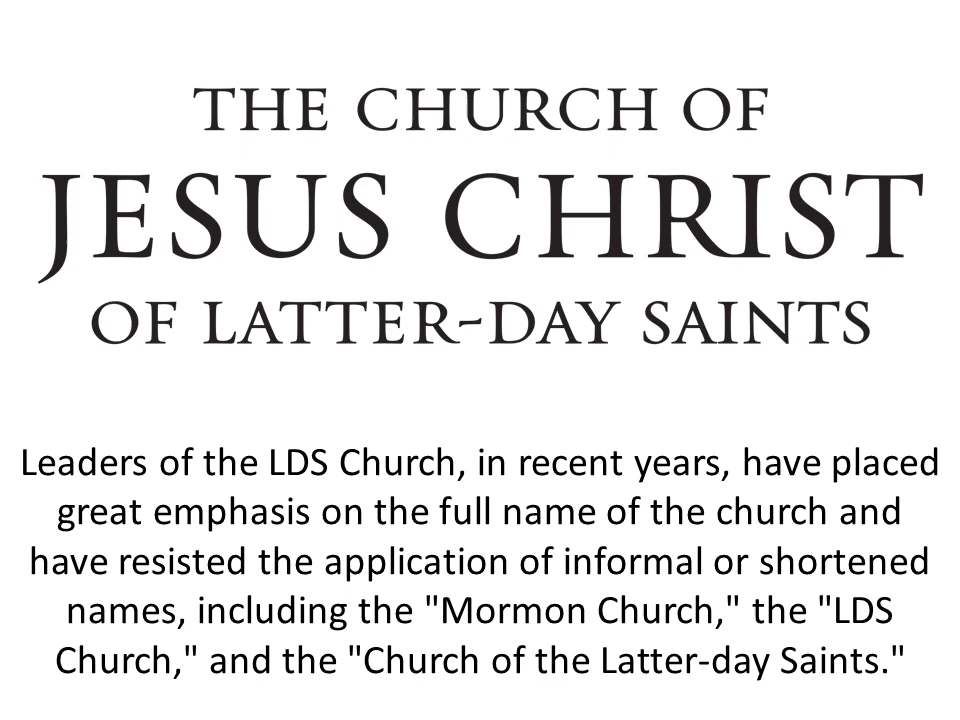 THE CHURCH OF
JESUS CHRIST
OF LATTER-DAY SAINTS
Leaders of the LDS Church, in recent years, have placed
great emphasis on the full name of the church and
have resisted the application of informal or shortened
names, including the "Mormon Church," the "LDS
Church," and the "Church of the Latter-day Saints."